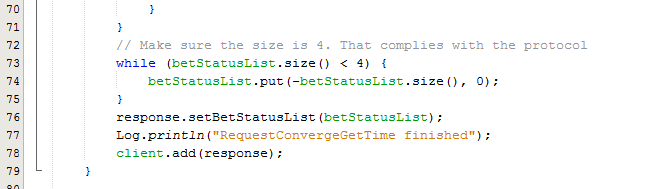 70 }
71 }
72 // Make sure the size is 4. That complies with the protocol
73 while (betStatusList.size() < 4) {
74 betStatusList.put(-betStatusList.size(), 0);
75 }
76 response.setBetStatusList(betStatusList);
77 Log.println("RequestConvergeGetTime finished");
78 client.add(response);
79 }